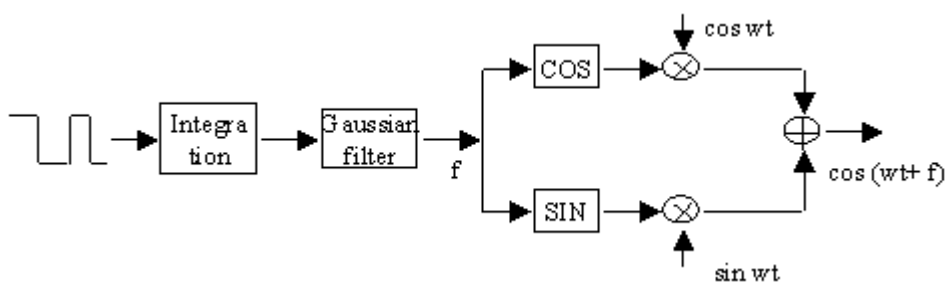 cos wt
COS
Integra
tion
Gaussian
filter
f
cos (wt+ f)
SIN
sin wt